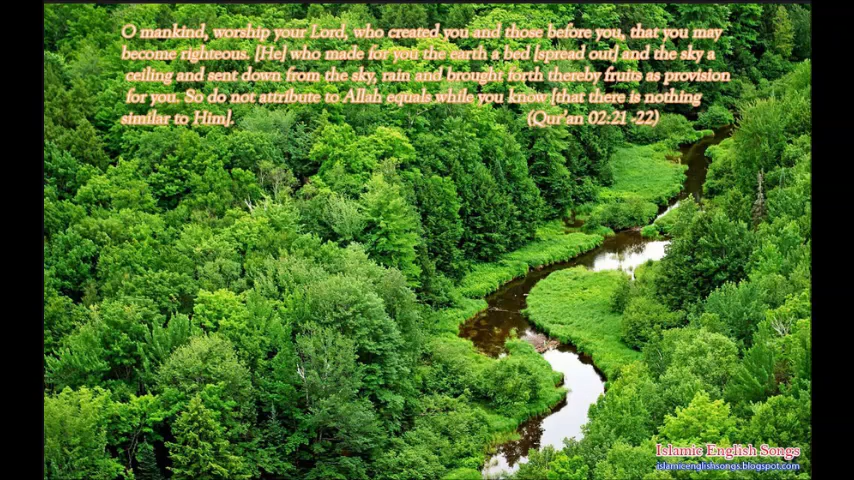 O mankind, worship your Lord, who created you and those before you, that you may
become righteous. [He] who made for you the earth a bed [spread out] and the sky a
ceiling and sent down from the sky, rain and brought forth thereby fruits as provision
for you. So do not attribute to Allah equals while you know [that there is nothing
similar to Him]. (Qur'an 02:21 -22)
Islamic English Songs
islamicenglishsongs.blogspot.com